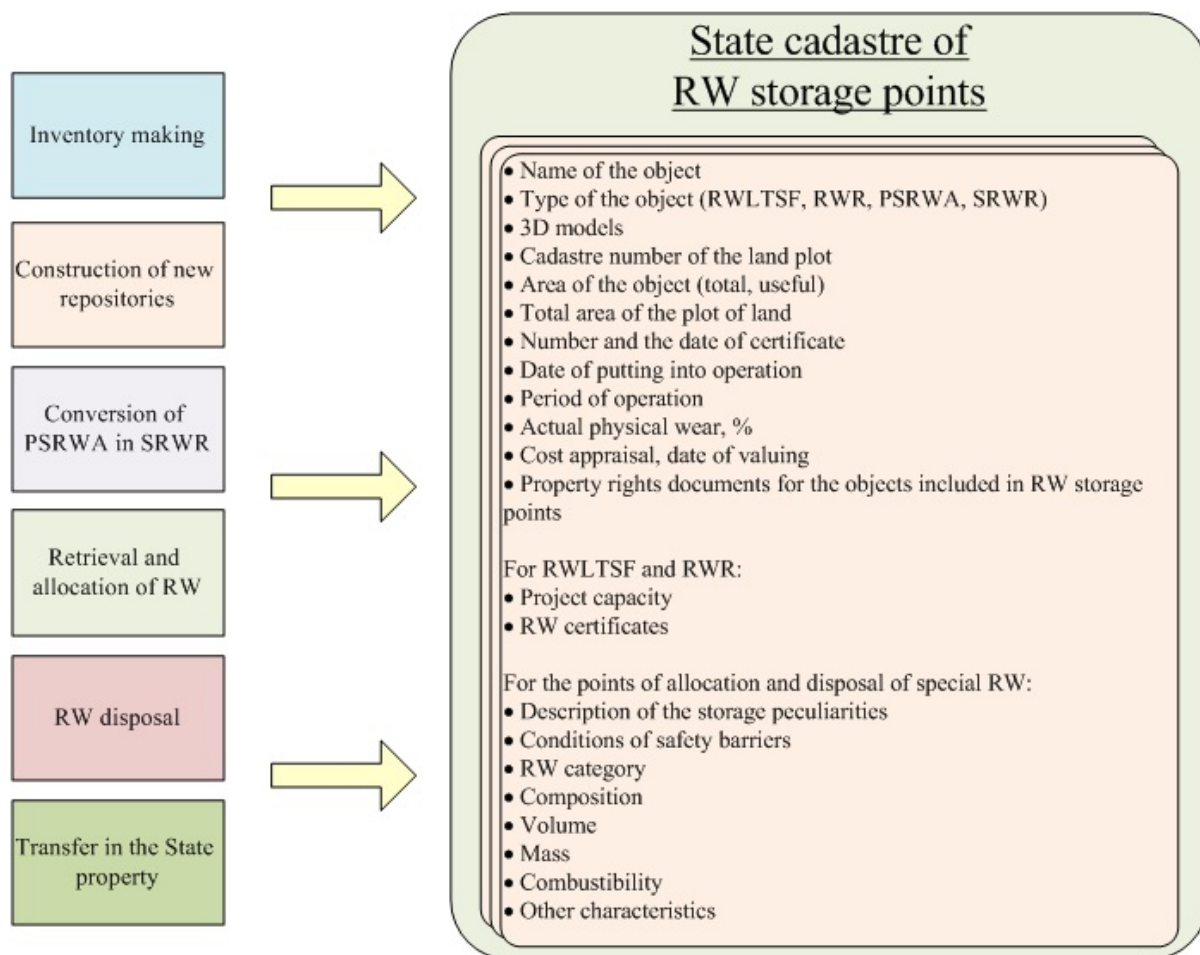 Inventory making
Construction of new
repositories
Conversion of
PSRWA in SRWR
Retrieval and
allocation of RW
RW disposal
Transfer in the State
property
State cadastre of
RW storage points
• Name of the object
• Type of the object (RWLTSF, RWR, PSRWA, SRWR)
• 3D models
• Cadastre number of the land plot
• Area of the object (total, useful)
• Total area of the plot of land
• Number and the date of certificate
• Date of putting into operation
• Period of operation
• Actual physical wear, %
• Cost appraisal, date of valuing
• Property rights documents for the objects included in RW storage
points
For RWLTSF and RWR:
• Project capacity
• RW certificates
For the points of allocation and disposal of special RW:
• Description of the storage peculiarities
• Conditions of safety barriers
• RW category
• Composition
• Volume
• Mass
• Combustibility
• Other characteristics